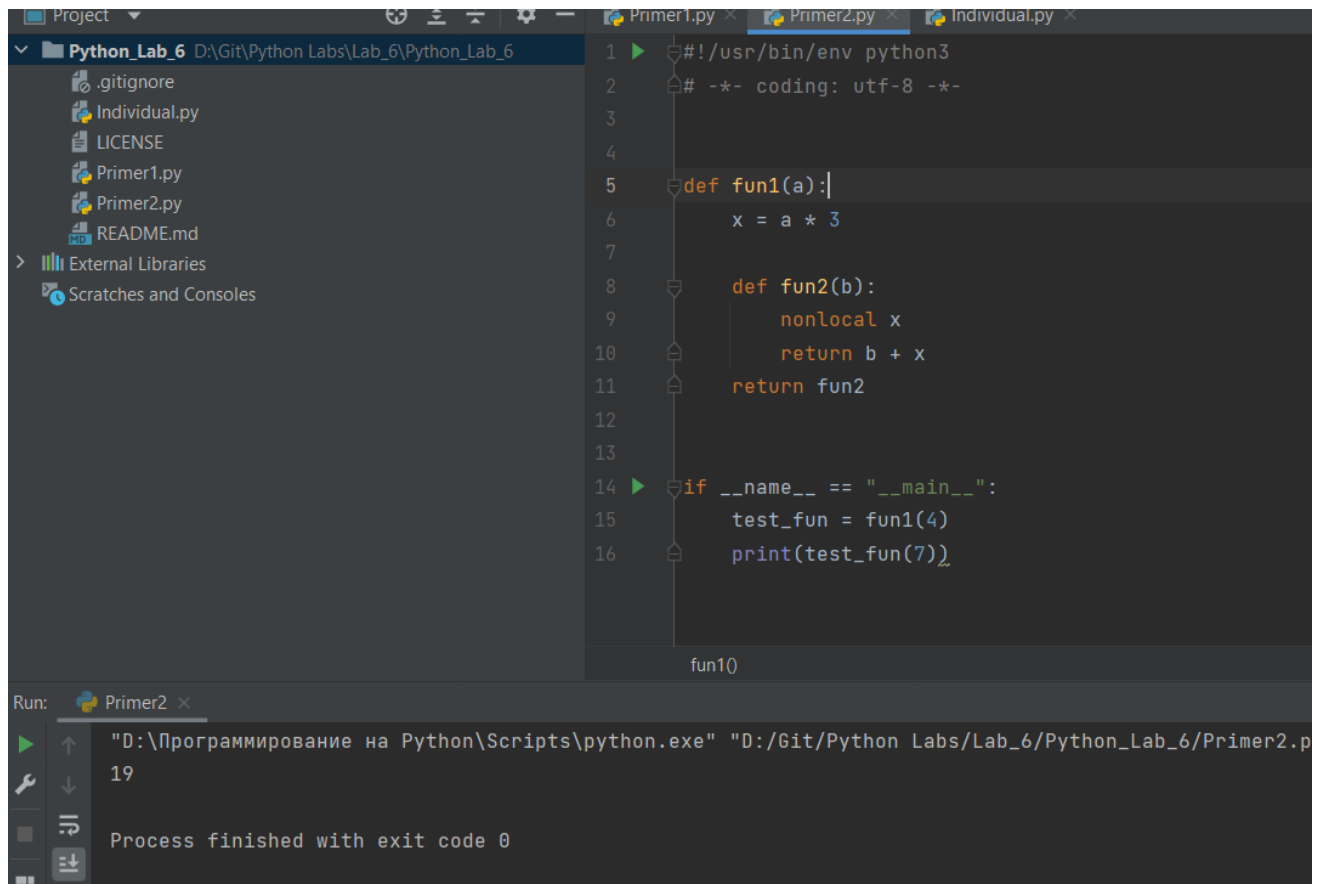 Project
Primer1.py
Primer2.py
Individual.py
Python_Lab_6 D:\Git\Python Labs\Lab_6\Python_Lab_6
.gitignore
Individual.py
LICENSE
Primer1.py
Primer2.py
MD README.md
External Libraries
Scratches and Consoles
1 #!/usr/bin/env python3
2 # -*- coding: utf-8 -*-
3
4
5 def fun1(a):
6 x = a * 3
7
8 def fun2(b):
9 nonlocal x
10 return b + x
11 return fun2
12
13
14 if __name__ == "__main__":
15 test_fun = fun1(4)
16 print(test_fun(7))
fun1()
Run: Primer2
"D:\Программирование на Python\Scripts\python.exe" "D:/Git/Python Labs/Lab_6/Python_Lab_6/Primer2.p
19
Process finished with exit code 0